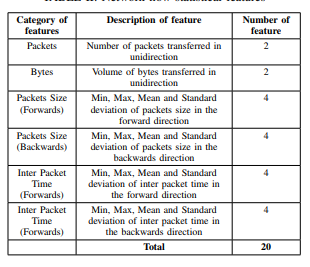 Category of Description of feature Number of
features feature
Packets Number of packets transferred in 2
unidirection
Bytes Volume of bytes transferred in 2
unidirection
Packets Size Min, Max, Mean and Standard 4
(Forwards) deviation of packets size in the
forward direction
Packets Size Min, Max, Mean and Standard 4
(Backwards) deviation of packets size in the
backwards direction
Inter Packet Min, Max, Mean and Standard 4
Time deviation of inter packet time in
(Forwards) the forward direction
Inter Packet Min, Max, Mean and Standard 4
Time deviation of inter packet time in
(Forwards) the backwards direction
Total 20